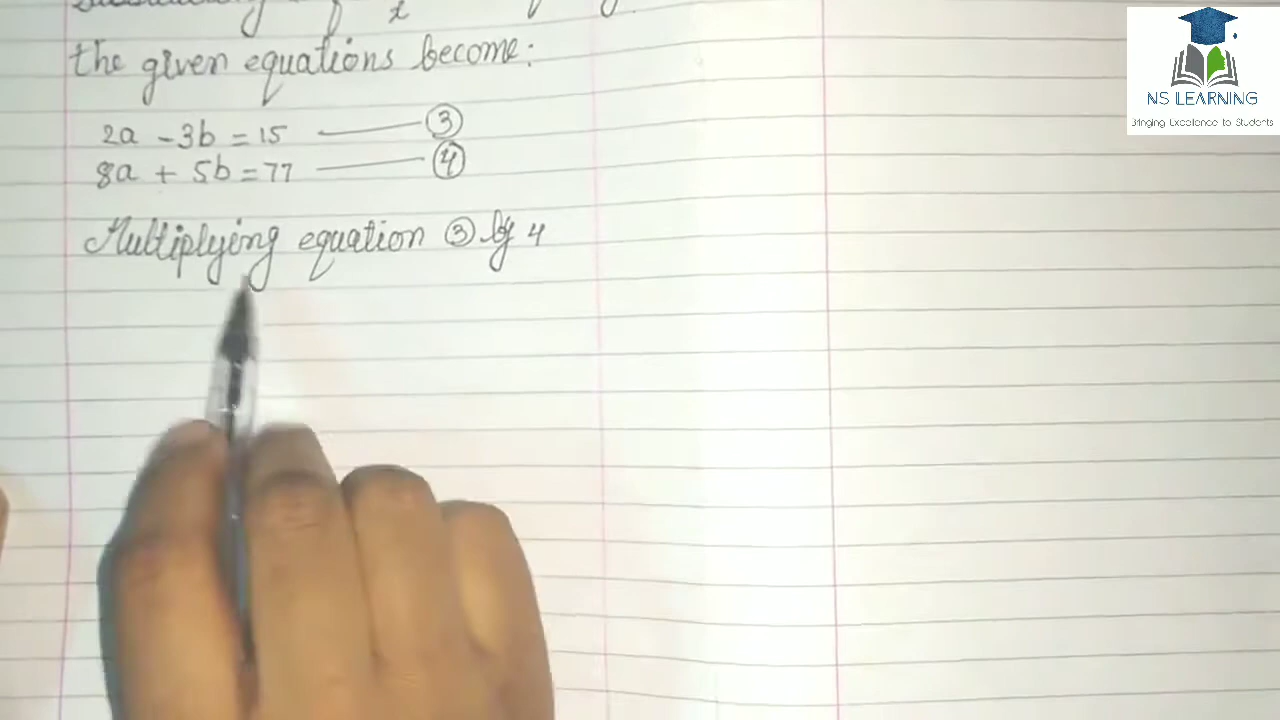 the given equations become:
2a - 3b = 15 ③
8a + 5b = 77 ④
Multiplying equation ③ by 4
NS LEARNING
Bringing Excellence to Students